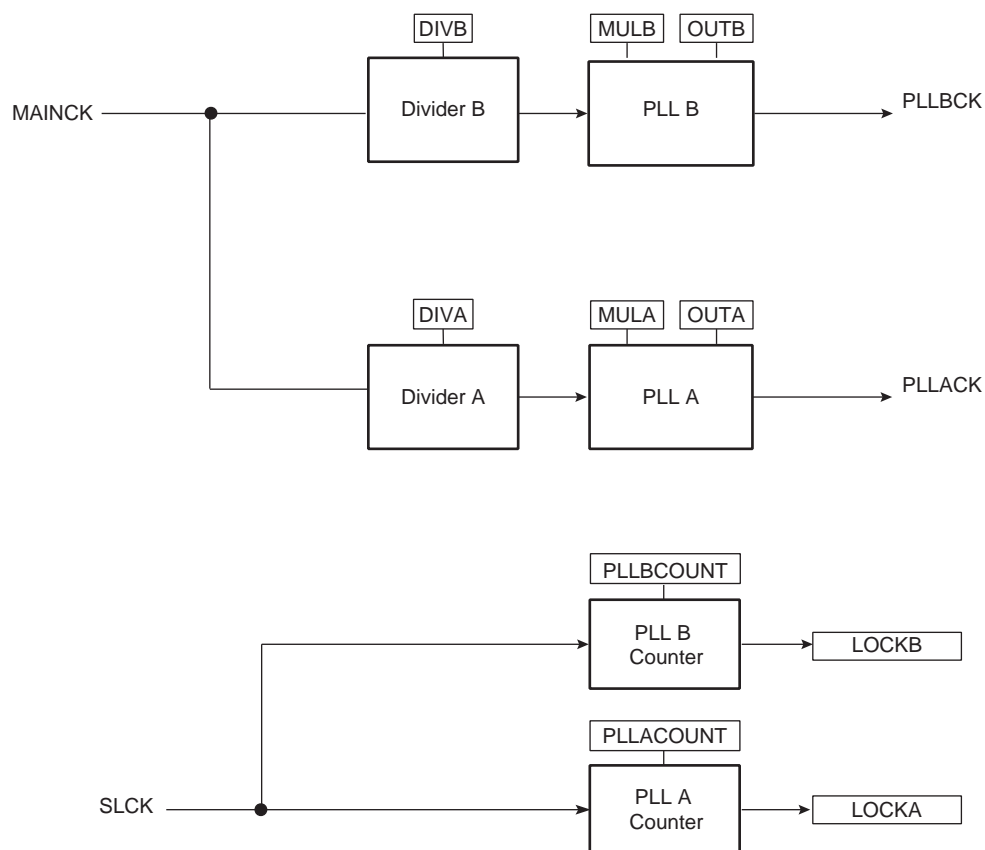 DIVB
MULB
OUTB
MAINCK
Divider B
PLL B
PLLBCK
DIVA
MULA
OUTA
Divider A
PLL A
PLLACK
PLLBCOUNT
PLL B
Counter
LOCKB
PLLACOUNT
SLCK
PLL A
Counter
LOCKA